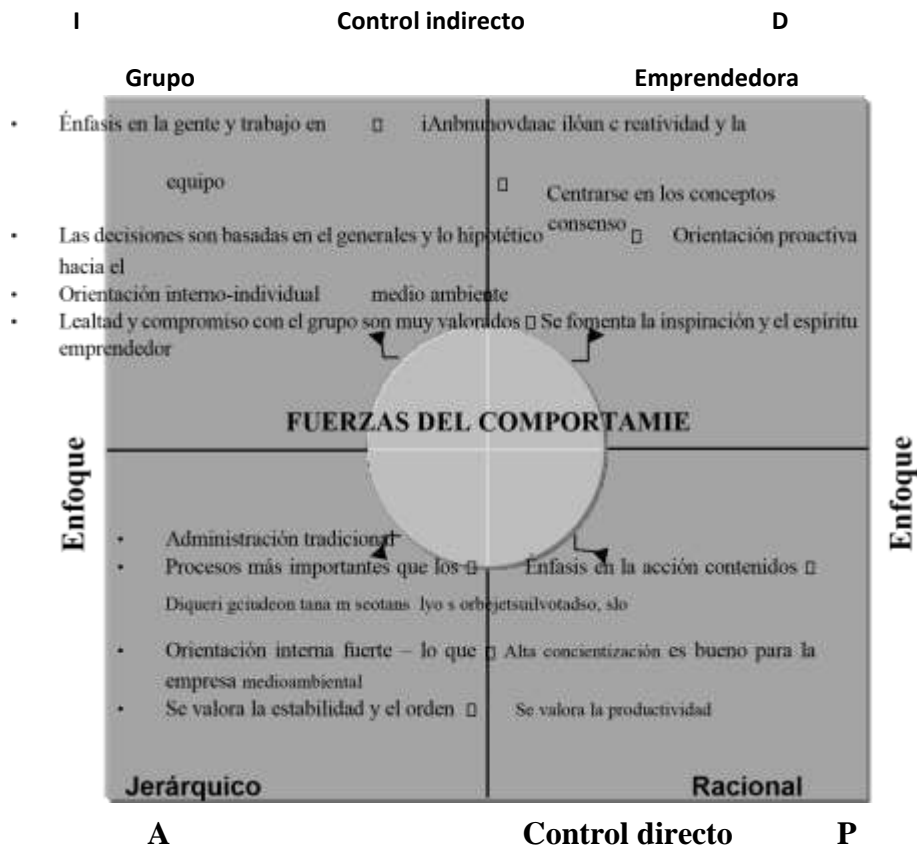 I Control indirecto D
Grupo Emprendedora
• Énfasis en la gente y trabajo en ▯ iAnbnuhovdaac ilóan c reatividad y la
equipo ▯ Centrarse en los conceptos
• Las decisiones son basadas en el generales y lo hipotético consenso ▯ Orientación proactiva
hacia el
• Orientación interno-individual medio ambiente
• Lealtad y compromiso con el grupo son muy valorados ▯ Se fomenta la inspiración y el espíritu
emprendedor
FUERZAS DEL COMPORTAMIE
Enfoque
Enfoque
• Administración tradicional
• Procesos más importantes que los ▯ Énfasis en la acción contenidos ▯
• Orientación interna fuerte – lo que ▯ Alta concientización es bueno para la
empresa medioambiental
• Se valora la estabilidad y el orden ▯ Se valora la productividad
Jerárquico Racional
A Control directo P